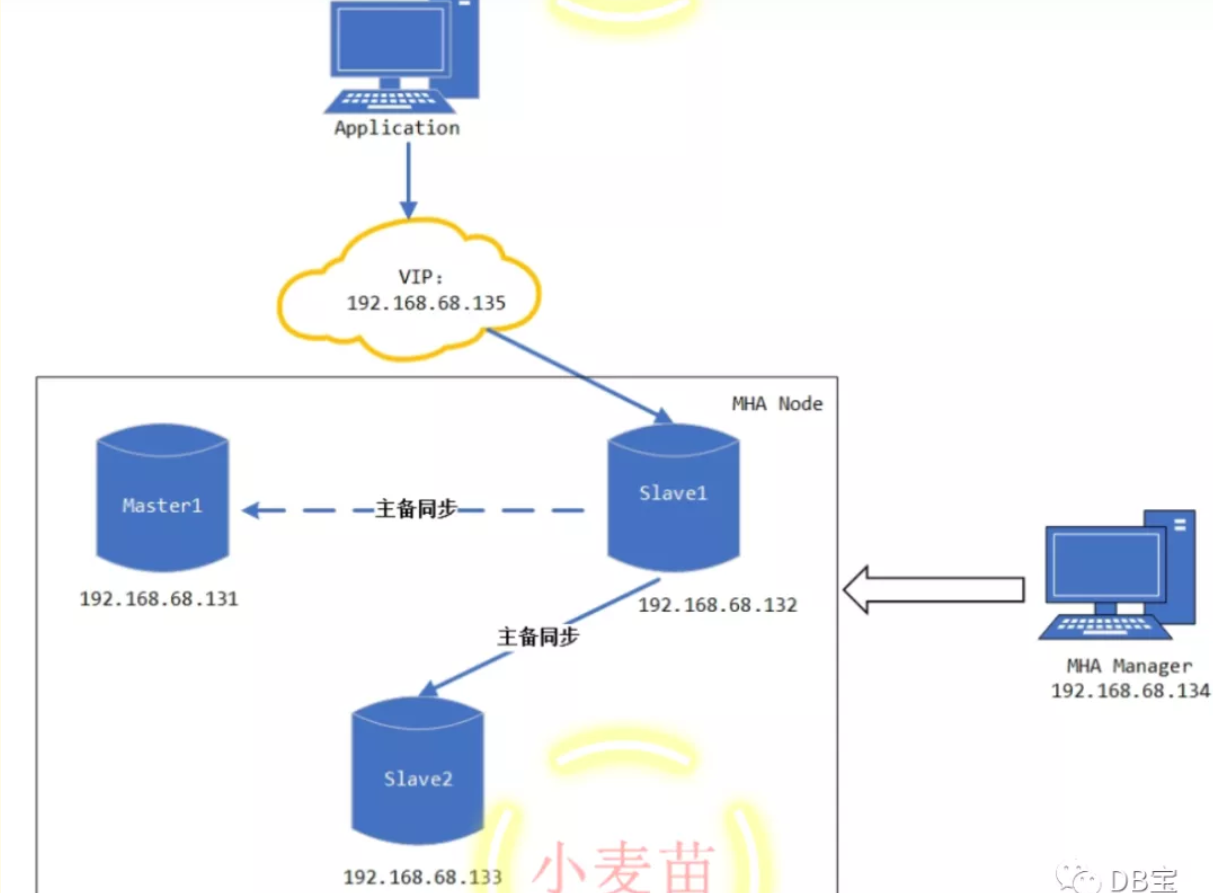 Application
VIP:
192.168.68.135
MHA Node
Master1
主备同步
Slave1
192.168.68.131
192.168.68.132
主备同步
MHA Manager
192.168.68.134
Slave2
192.168.68.133
小麦苗
DB宝